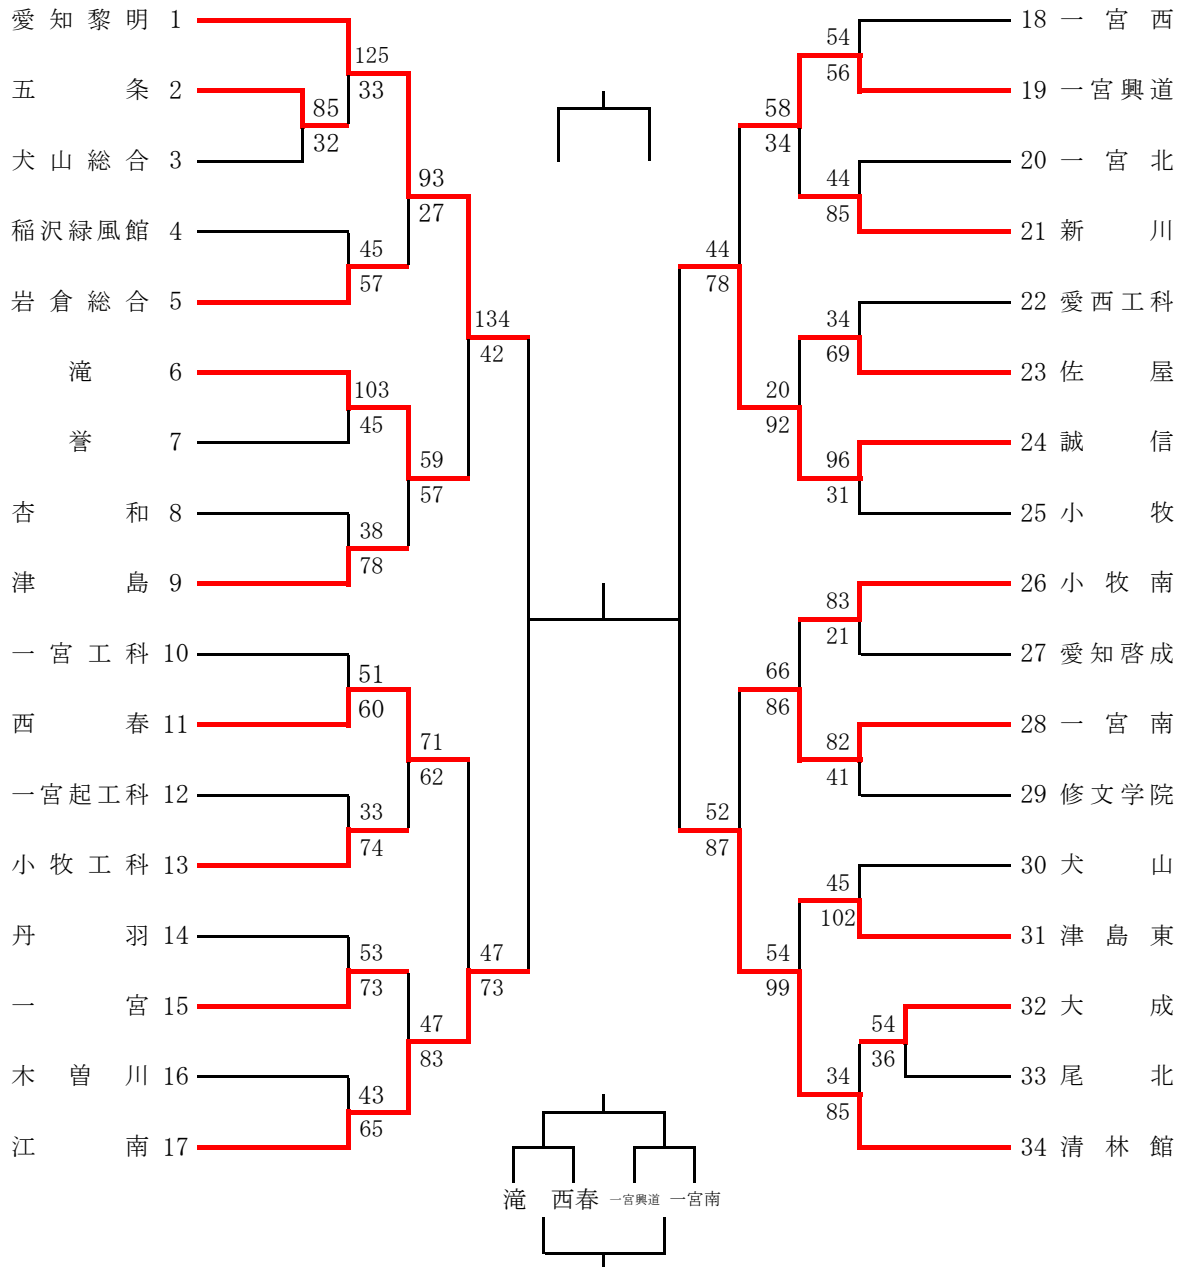 愛知黎明 1
125
33
五条 2
85
32
犬山総合 3
93
27
稲沢緑風館 4
45
57
岩倉総合 5
134
42
滝 6
103
45
誉 7
59
57
杏和 8
38
78
津島 9
一宮工科 10
51
60
西春 11
71
62
一宮起工科 12
33
74
小牧工科 13
丹羽 14
53
73
47
73
一宮 15
47
83
木曽川 16
43
65
江南 17
18 一宮西
54
56
19 一宮興道
58
34
20 一宮北
44
85
21 新川
44
78
22 愛西工科
34
69
23 佐屋
20
92
24 誠信
96
31
25 小牧
26 小牧南
83
21
27 愛知啓成
66
86
28 一宮南
82
41
29 修文学院
52
87
30 犬山
45
102
31 津島東
54
99
32 大成
54
36
33 尾北
34
85
34 清林館
滝 西春 一宮興道 一宮南